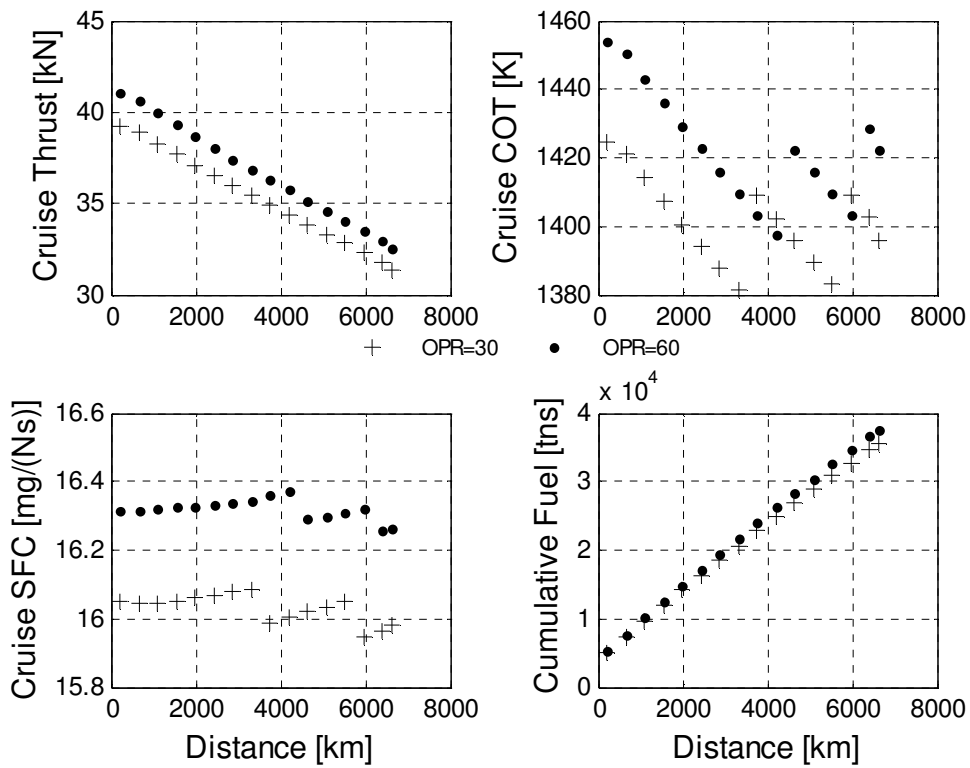 45
40
35
30
Cruise Thrust [kN]
0 2000 4000 6000 8000
1460
1440
1420
1400
1380
Cruise COT [K]
0 2000 4000 6000 8000
OPR=30 OPR=60
16.6
16.4
16.2
16
15.8
Cruise SFC [mg/(Ns)]
0 2000 4000 6000 8000
Distance [km]
x 10^4
4
3
2
1
0
Cumulative Fuel [tns]
0 2000 4000 6000 8000
Distance [km]